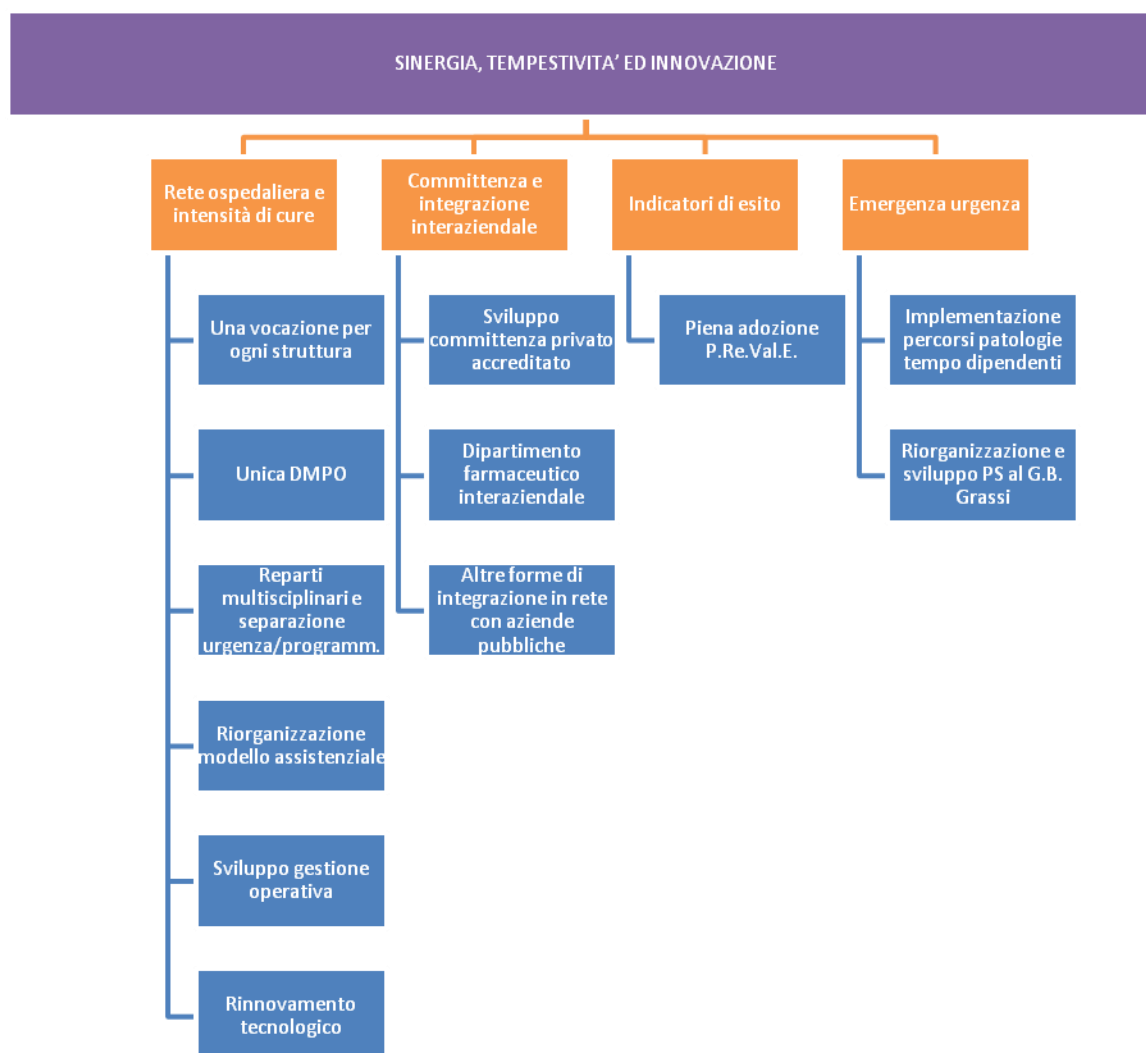 SINERGIA, TEMPESTIVITA’ ED INNOVAZIONE
Rete ospedaliera e
intensità di cure
Una vocazione per
ogni struttura
Unica DMPO
Reparti
multisciplinari e
separazione
urgenza/programm.
Riorganizzazione
modello assistenziale
Sviluppo gestione
operativa
Rinnovamento
tecnologico
Committenza e
integrazione
interaziendale
Sviluppo
committenza privato
accreditato
Dipartimento
farmaceutico
interaziendale
Altre forme di
integrazione in rete
con aziende
pubbliche
Indicatori di esito
Piena adozione
P.Re.Val.E.
Emergenza urgenza
Implementazione
percorsi patologie
tempo dipendenti
Riorganizzazione e
sviluppo PS al G.B.
Grassi